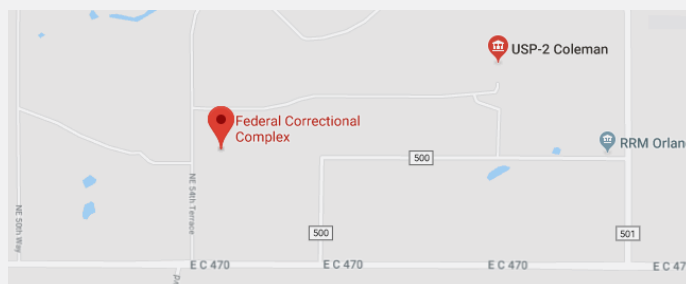 USP-2 Coleman
Federal Correctional
Complex
RRM Orlan
500
500
501
NE 50th Way
NE 54th Terrace
E C 470
E C 470
E C 470
E C 47